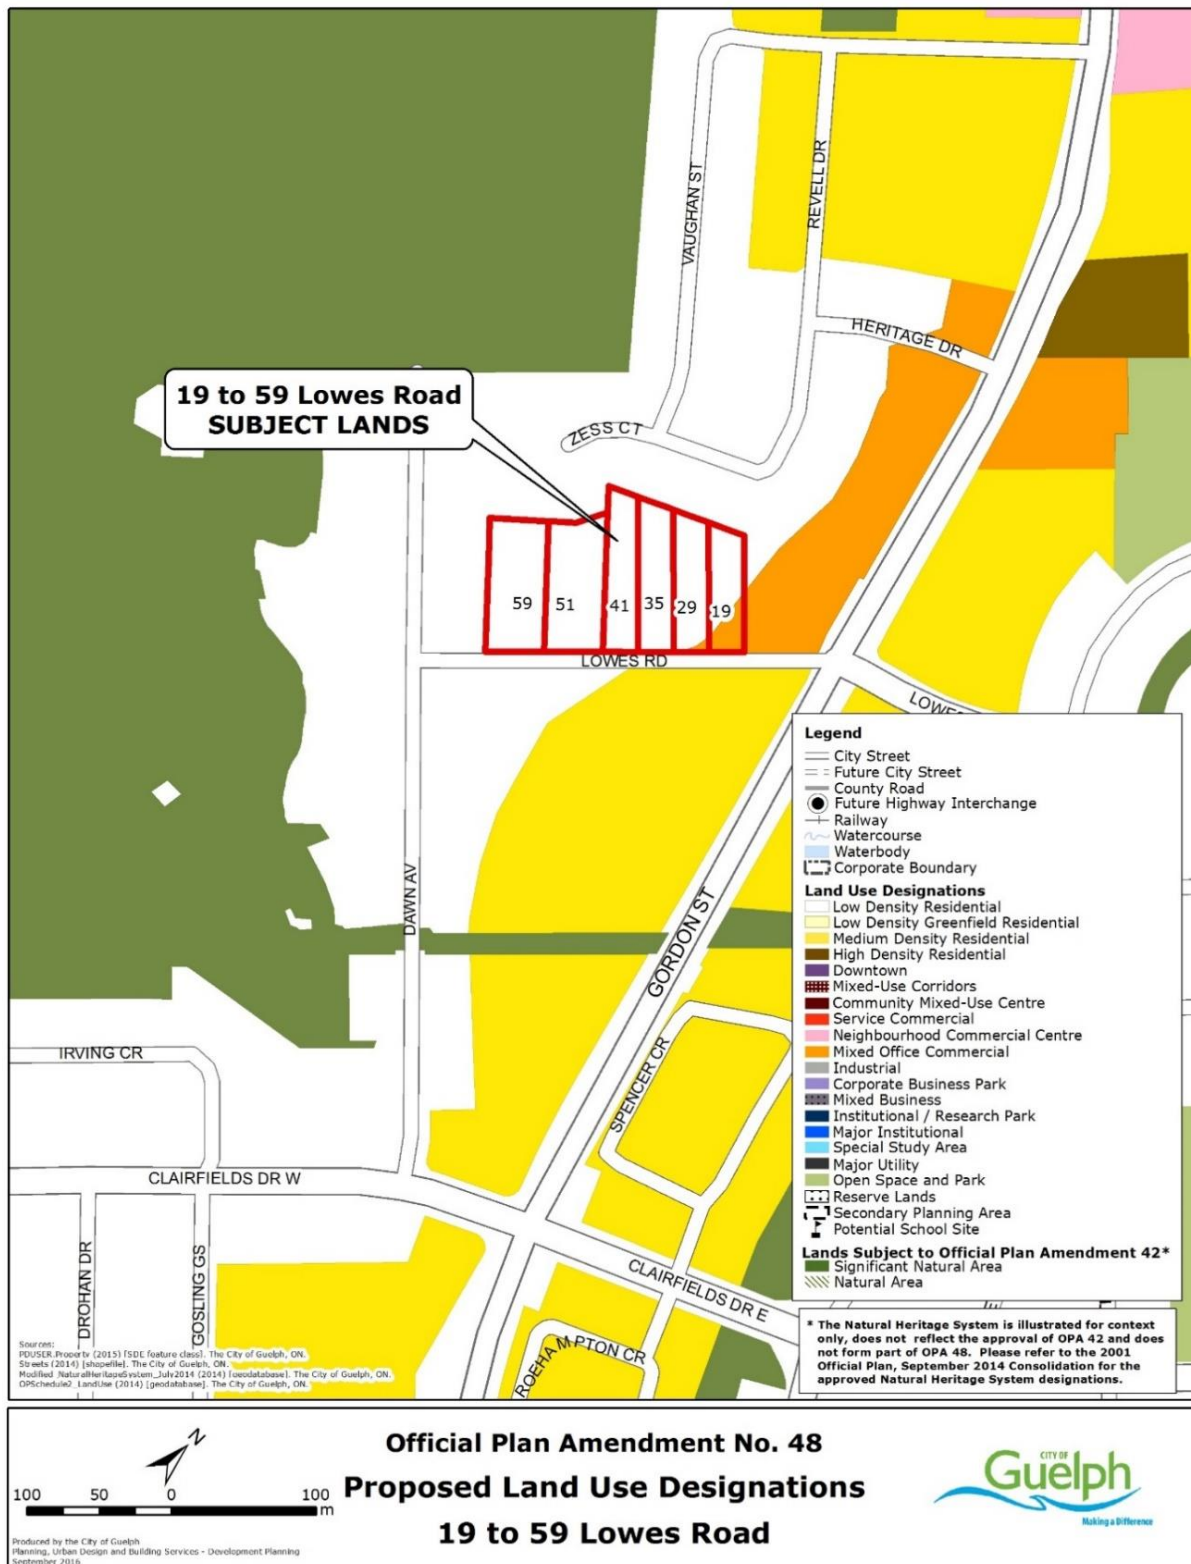 VAUGHAN ST
REVELL DR
HERITAGE DR
19 to 59 Lowes Road
SUBJECT LANDS
ZESS CT
59
51
41
35
29
19
LOWES RD
LOWES
DAWN AV
GORDON ST
SPENCER CR
IRVING CR
CLAIRFIELDS DR W
CLAIRFIELDS DR E
DROHAN DR
GOSLING GS
ROEHAMPTON CR
Legend
City Street
Future City Street
County Road
Future Highway Interchange
Railway
Watercourse
Waterbody
Corporate Boundary
Land Use Designations
Low Density Residential
Low Density Greenfield Residential
Medium Density Residential
High Density Residential
Downtown
Mixed-Use Corridors
Community Mixed-Use Centre
Service Commercial
Neighbourhood Commercial Centre
Mixed Office Commercial
Industrial
Corporate Business Park
Mixed Business
Institutional / Research Park
Major Institutional
Special Study Area
Major Utility
Open Space and Park
Reserve Lands
Secondary Planning Area
Potential School Site
Lands Subject to Official Plan Amendment 42*
Significant Natural Area
Natural Area
* The Natural Heritage System is illustrated for context
only, does not reflect the approval of OPA 42 and does
not form part of OPA 48. Please refer to the 2001
Official Plan, September 2014 Consolidation for the
approved Natural Heritage System designations.
Sources:
PDUSER.Property (2015) [SDE feature class]. The City of Guelph, ON.
Streets (2014) [shapefile]. The City of Guelph, ON.
Modified_NaturalHeritageSystem_July2014 (2014) [geodatabase]. The City of Guelph, ON.
OPSchedule2_LandUse (2014) [geodatabase]. The City of Guelph, ON.
N
100 50 0 100
m
Produced by the City of Guelph
Planning, Urban Design and Building Services - Development Planning
September 2016
Official Plan Amendment No. 48
Proposed Land Use Designations
19 to 59 Lowes Road
CITY OF
Guelph
Making a Difference